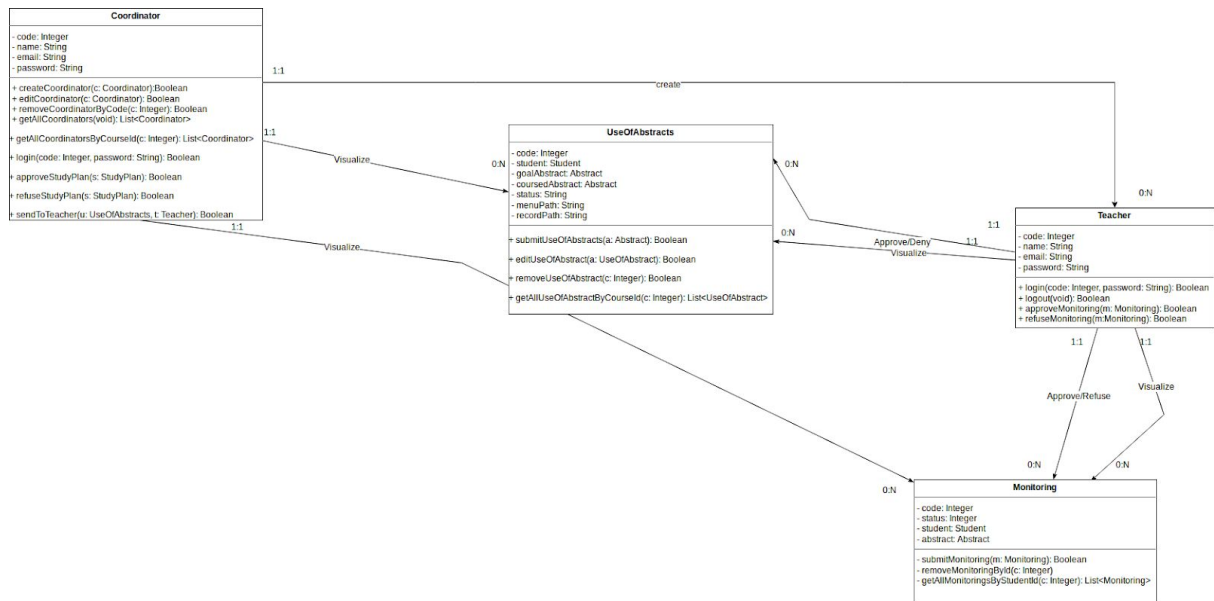 Coordinator
- code: Integer
- name: String
- email: String
- password: String
+ createCoordinator(c: Coordinator):Boolean
+ editCoordinator(c: Coordinator): Boolean
+ removeCoordinatorByCode(c: Integer): Boolean
+ getAllCoordinators(void): List<Coordinator>
+ getAllCoordinatorsByCourseId(c: Integer): List<Coordinator>
+ login(code: Integer, password: String): Boolean
+ approveStudyPlan(s: StudyPlan): Boolean
+ refuseStudyPlan(s: StudyPlan): Boolean
+ sendToTeacher(u: UseOfAbstracts, t: Teacher): Boolean
1:1
create
0:N
1:1
Visualize
0:N
1:1
Visualize
0:N
UseOfAbstracts
- code: Integer
- student: Student
- goalAbstract: Abstract
- coursedAbstract: Abstract
- status: String
- menuPath: String
- recordPath: String
+ submitUseOfAbstracts(a: Abstract): Boolean
+ editUseOfAbstract(a: UseOfAbstract): Boolean
+ removeUseOfAbstract(c: Integer): Boolean
+ getAllUseOfAbstractByCourseId(c: Integer): List<UseOfAbstract>
0:N
1:1
Approve/Deny
0:N
1:1
Visualize
Teacher
- code: Integer
- name: String
- email: String
- password: String
+ login(code: Integer, password: String): Boolean
+ logout(void): Boolean
+ approveMonitoring(m: Monitoring): Boolean
+ refuseMonitoring(m:Monitoring): Boolean
1:1
1:1
Visualize
Approve/Refuse
0:N
0:N
Monitoring
- code: Integer
- status: Integer
- student: Student
- abstract: Abstract
- submitMonitoring(m: Monitoring): Boolean
- removeMonitoringById(c: Integer)
- getAllMonitoringsByStudentId(c: Integer): List<Monitoring>